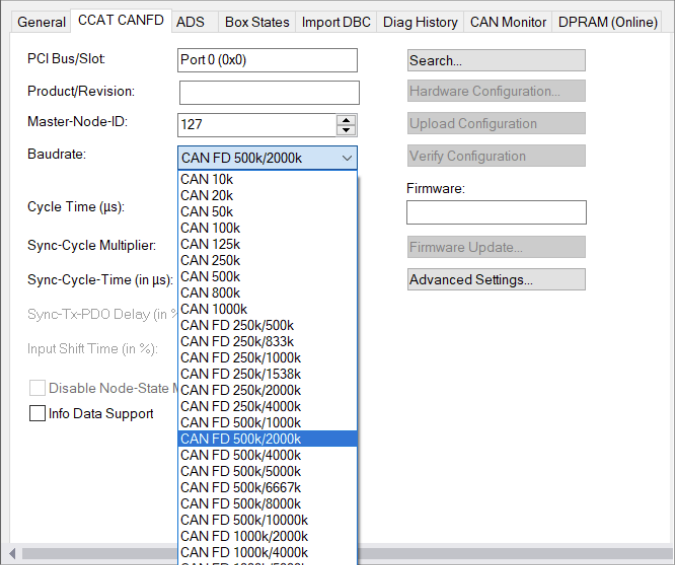 General CCAT CANFD ADS Box States Import DBC Diag History CAN Monitor DPRAM (Online)
PCI Bus/Slot: Port 0 (0x0) Search...
Product/Revision: Hardware Configuration...
Master-Node-ID: 127 Upload Configuration
Baudrate: CAN FD 500k/2000k Verify Configuration
Firmware:
Cycle Time (µs):
Sync-Cycle Multiplier: Firmware Update...
Sync-Cycle-Time (in µs): Advanced Settings...
Sync-Tx-PDO Delay (in %
Input Shift Time (in %):
Disable Node-State
Info Data Support
CAN 10k
CAN 20k
CAN 50k
CAN 100k
CAN 125k
CAN 250k
CAN 500k
CAN 800k
CAN 1000k
CAN FD 250k/500k
CAN FD 250k/833k
CAN FD 250k/1000k
CAN FD 250k/1538k
CAN FD 250k/2000k
CAN FD 250k/4000k
CAN FD 500k/1000k
CAN FD 500k/2000k
CAN FD 500k/4000k
CAN FD 500k/5000k
CAN FD 500k/6667k
CAN FD 500k/8000k
CAN FD 500k/10000k
CAN FD 1000k/2000k
CAN FD 1000k/4000k